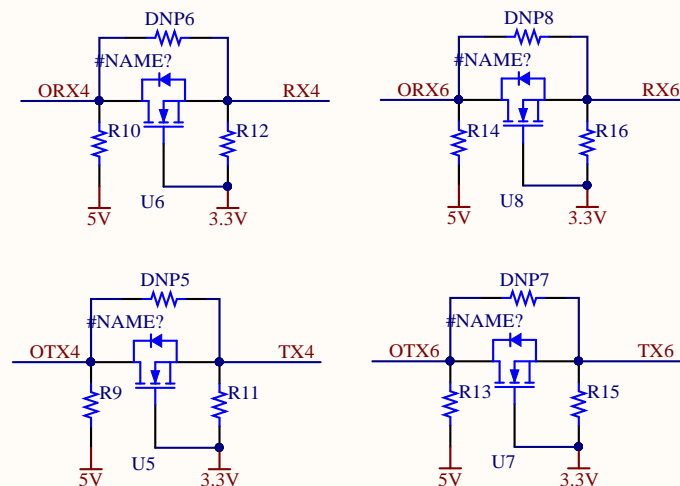 DNP6
DNP8
#NAME?
#NAME?
ORX4
RX4
ORX6
RX6
R10
R12
R14
R16
U6
U8
5V
3.3V
5V
3.3V
DNP5
DNP7
#NAME?
#NAME?
OTX4
TX4
OTX6
TX6
R9
R11
R13
R15
U5
U7
5V
3.3V
5V
3.3V